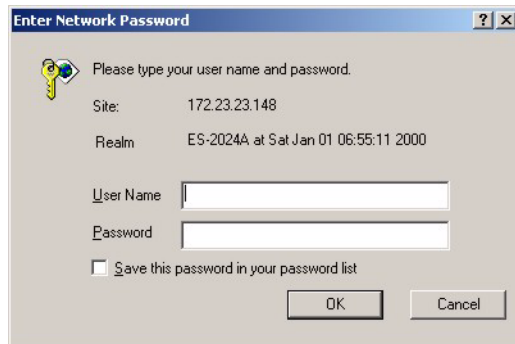 Enter Network Password
Please type your user name and password.
Site: 172.23.23.148
Realm ES-2024A at Sat Jan 01 06:55:11 2000
User Name
Password
Save this password in your password list
OK Cancel